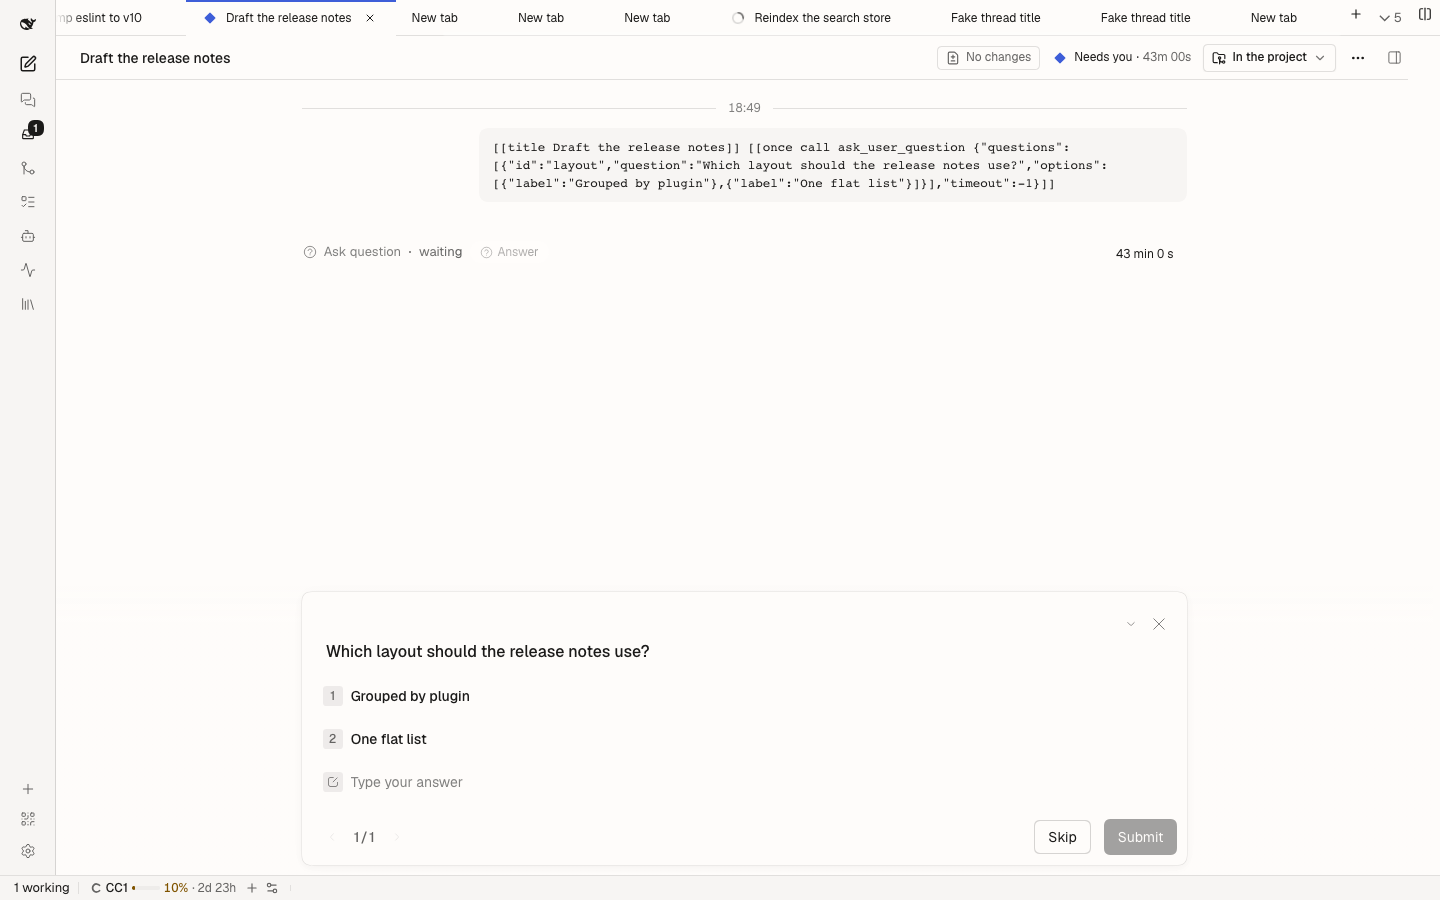 mp eslint to v10
Draft the release notes
New tab
New tab
New tab
Reindex the search store
Fake thread title
Fake thread title
New tab
5
Draft the release notes
No changes
Needs you · 43m 00s
In the project
1
18:49
[[title Draft the release notes]] [[once call ask_user_question {"questions":
[{"id":"layout","question":"Which layout should the release notes use?","options":
[{"label":"Grouped by plugin"},{"label":"One flat list"}]}],"timeout":-1}]]
Ask question · waiting
Answer
43 min 0 s
Which layout should the release notes use?
1 Grouped by plugin
2 One flat list
Type your answer
1/1
Skip
Submit
1 working
C CC1
10% · 2d 23h